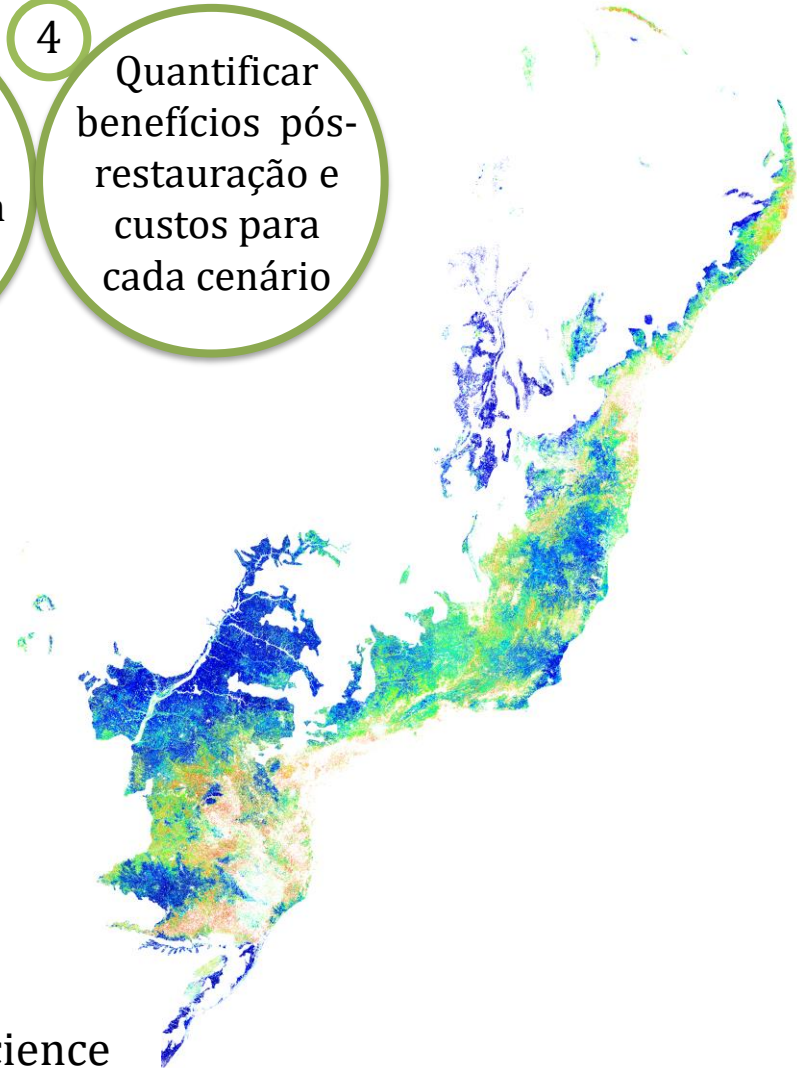 4
Quantificar
benefícios pós-
restauração e
custos para
cada cenário